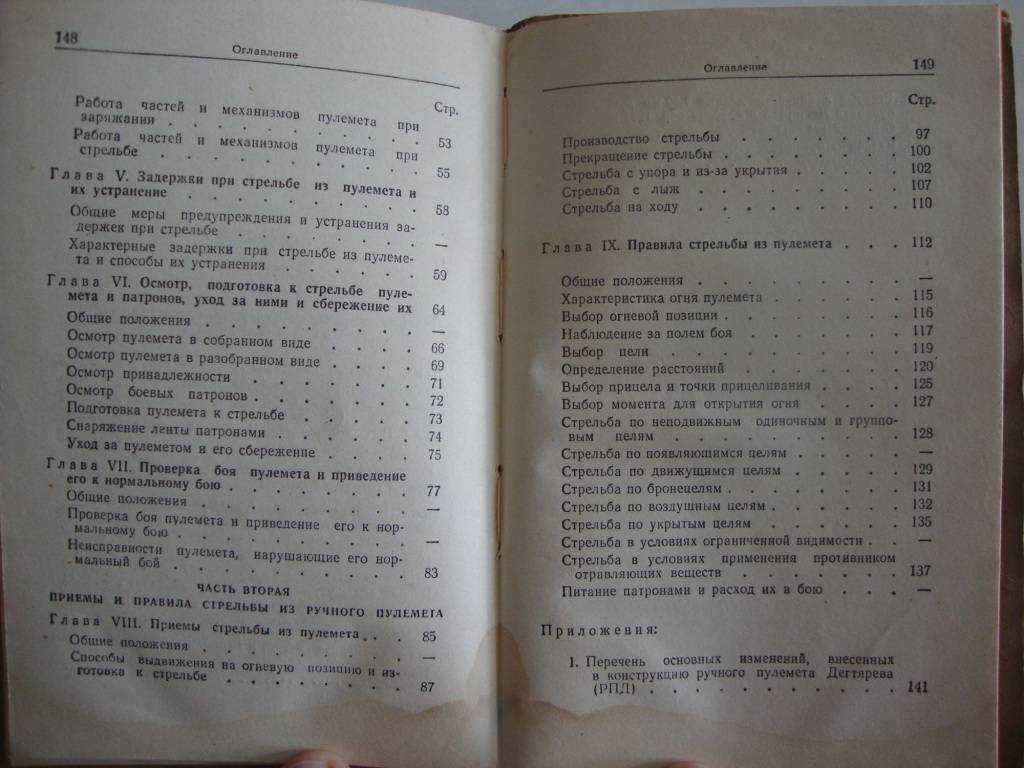 148
Оглавление
Стр.
Работа частей и механизмов пулемета при
заряжании . . . . . . . . . . . . 53
Работа частей и механизмов пулемета при
стрельбе . . . . . . . . . . . . 55
Глава V. Задержки при стрельбе из пулемета и
их устранение . . . . . . . . . . 58
Общие меры предупреждения и устранения за-
держек при стрельбе . . . . . . . —
Характерные задержки при стрельбе из пулеме-
та и способы их устранения . . . . . . 59
Глава VI. Осмотр, подготовка к стрельбе пуле-
мета и патронов, уход за ними и сбережение их 64
Общие положения . . . . . . . . . —
Осмотр пулемета в собранном виде . . . . 66
Осмотр пулемета в разобранном виде . . . . 69
Осмотр принадлежности . . . . . . . 71
Осмотр боевых патронов . . . . . . . 72
Подготовка пулемета к стрельбе . . . . . 73
Снаряжение ленты патронами . . . . . . 74
Уход за пулеметом и его сбережение . . . . 75
Глава VII. Проверка боя пулемета и приведение
его к нормальному бою . . . . . . . . 77
Общие положения . . . . . . . . . —
Проверка боя пулемета и приведение его к нор-
мальному бою . . . . . . . . . . —
Неисправности пулемета, нарушающие его нор-
мальный бой . . . . . . . . . . 83
ЧАСТЬ ВТОРАЯ
ПРИЕМЫ И ПРАВИЛА СТРЕЛЬБЫ ИЗ РУЧНОГО ПУЛЕМЕТА
Глава VIII. Приемы стрельбы из пулемета . . . 85
Общие положения . . . . . . . . . —
Способы выдвижения на огневую позицию и из-
готовка к стрельбе . . . . . . . . 87
Оглавление
149
Стр.
Производство стрельбы . . . . . . . 97
Прекращение стрельбы . . . . . . . 100
Стрельба с упора и из-за укрытия . . . . 102
Стрельба с лыж . . . . . . . . . 107
Стрельба на ходу . . . . . . . . . 110
Глава IX. Правила стрельбы из пулемета . . . 112
Общие положения . . . . . . . . . —
Характеристика огня пулемета . . . . . . 115
Выбор огневой позиции . . . . . . . . 116
Наблюдение за полем боя . . . . . . . 117
Выбор цели . . . . . . . . . . 119
Определение расстояний . . . . . . . 120
Выбор прицела и точки прицеливания . . . . 125
Выбор момента для открытия огня . . . . . 127
Стрельба по неподвижным одиночным и группо-
вым целям . . . . . . . . . . 128
Стрельба по появляющимся целям . . . . . —
Стрельба по движущимся целям . . . . . 129
Стрельба по бронецелям . . . . . . . 131
Стрельба по воздушным целям . . . . . . 132
Стрельба по укрытым целям . . . . . . 135
Стрельба в условиях ограниченной видимости . . —
Стрельба в условиях применения противником
отравляющих веществ . . . . . . . 137
Питание патронами и расход их в бою . . . —
Приложения:
1. Перечень основных изменений, внесенных
в конструкцию ручного пулемета Дегтярева
(РПД) . . . . . . . . . . . 141